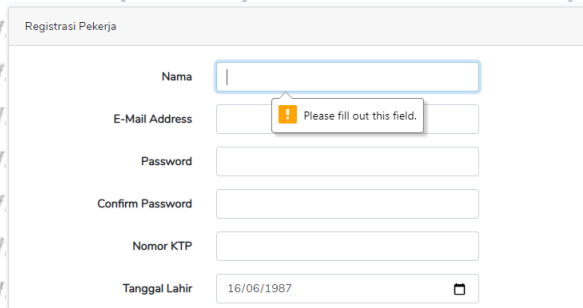 Registrasi Pekerja
Nama
E-Mail Address
Please fill out this field.
Password
Confirm Password
Nomor KTP
Tanggal Lahir 16/06/1987